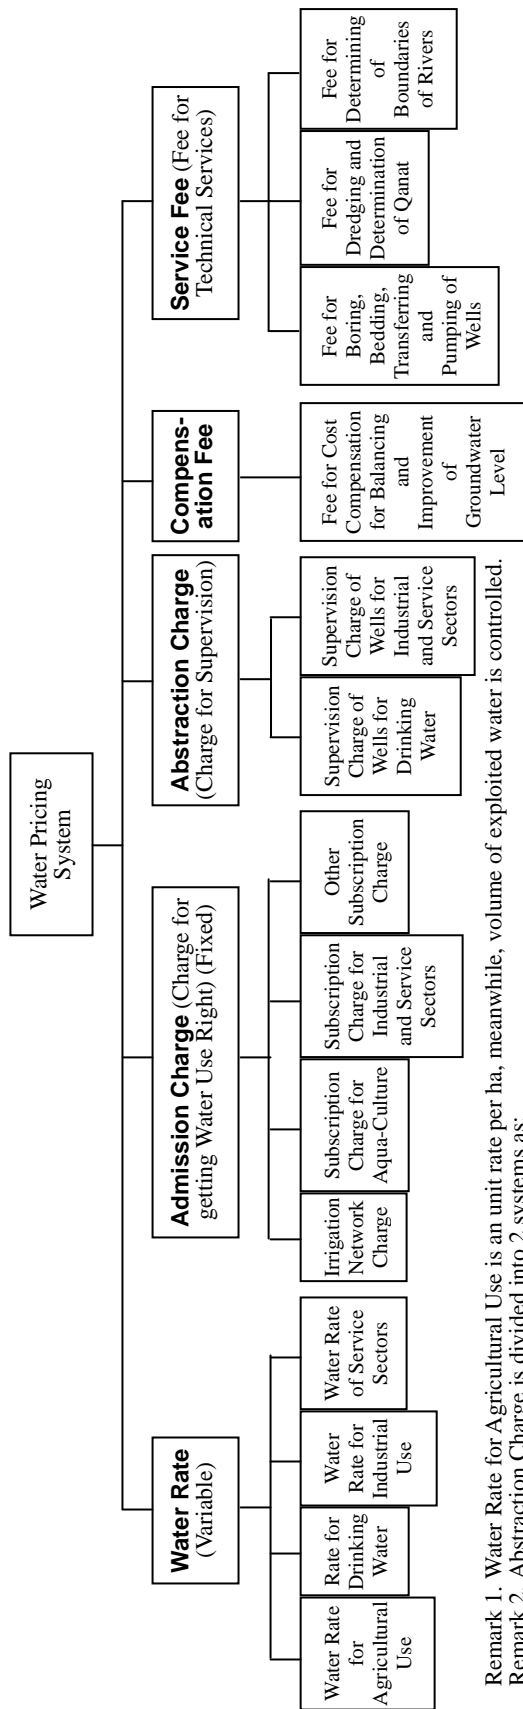 Water Pricing
System
Water Rate
(Variable)
Water Rate
for
Agricultural
Use
Rate for
Drinking
Water
Water
Rate for
Industrial
Use
Water Rate
of Service
Sectors
Admission Charge (Charge for
getting Water Use Right) (Fixed)
Irrigation
Network
Charge
Subscription
Charge for
Aqua-Culture
Subscription
Charge for
Industrial
and Service
Sectors
Other
Subscription
Charge
Abstraction Charge
(Charge for Supervision)
Supervision
Charge of
Wells for
Drinking
Water
Supervision
Charge of
Wells for
Industrial
and Service
Sectors
Compens-
ation Fee
Fee for Cost
Compensation
for Balancing
and
Improvement
of
Groundwater
Level
Service Fee (Fee for
Technical Services)
Fee for
Boring,
Bedding,
Transferring
and
Pumping of
Wells
Fee for
Dredging and
Determination
of Qanat
Fee for
Determining
of
Boundaries
of Rivers
Remark 1. Water Rate for Agricultural Use is an unit rate per ha, meanwhile, volume of exploited water is controlled.
Remark 2. Abstraction Charge is divided into 2 systems as: